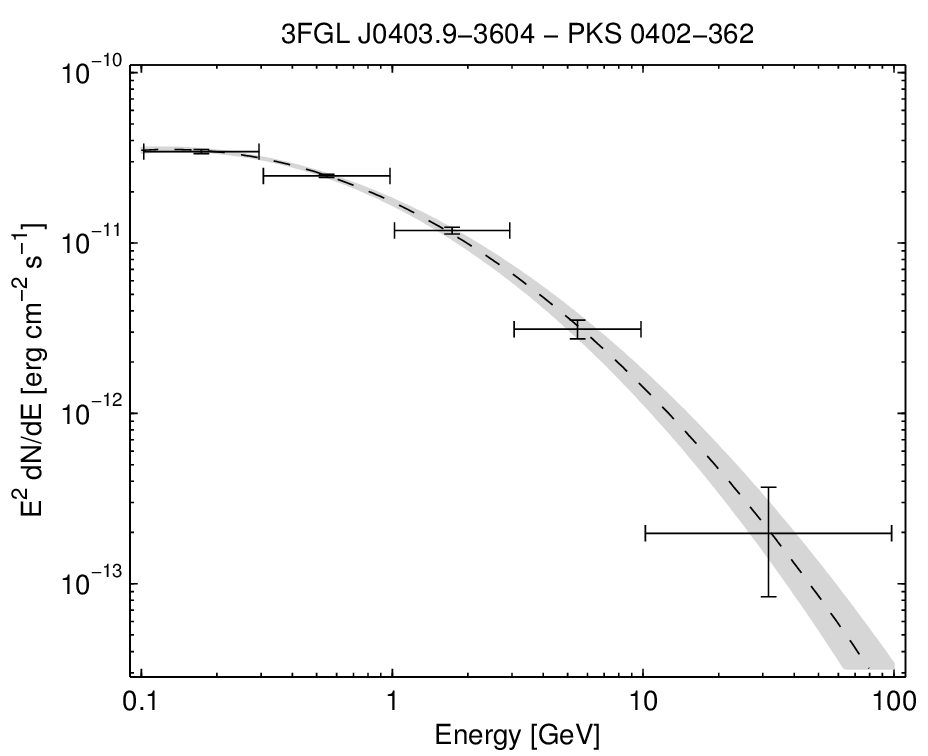 3FGL J0403.9−3604 − PKS 0402−362
10⁻¹⁰
10⁻¹¹
10⁻¹²
10⁻¹³
E² dN/dE [erg cm⁻² s⁻¹]
0.1 1 10 100
Energy [GeV]